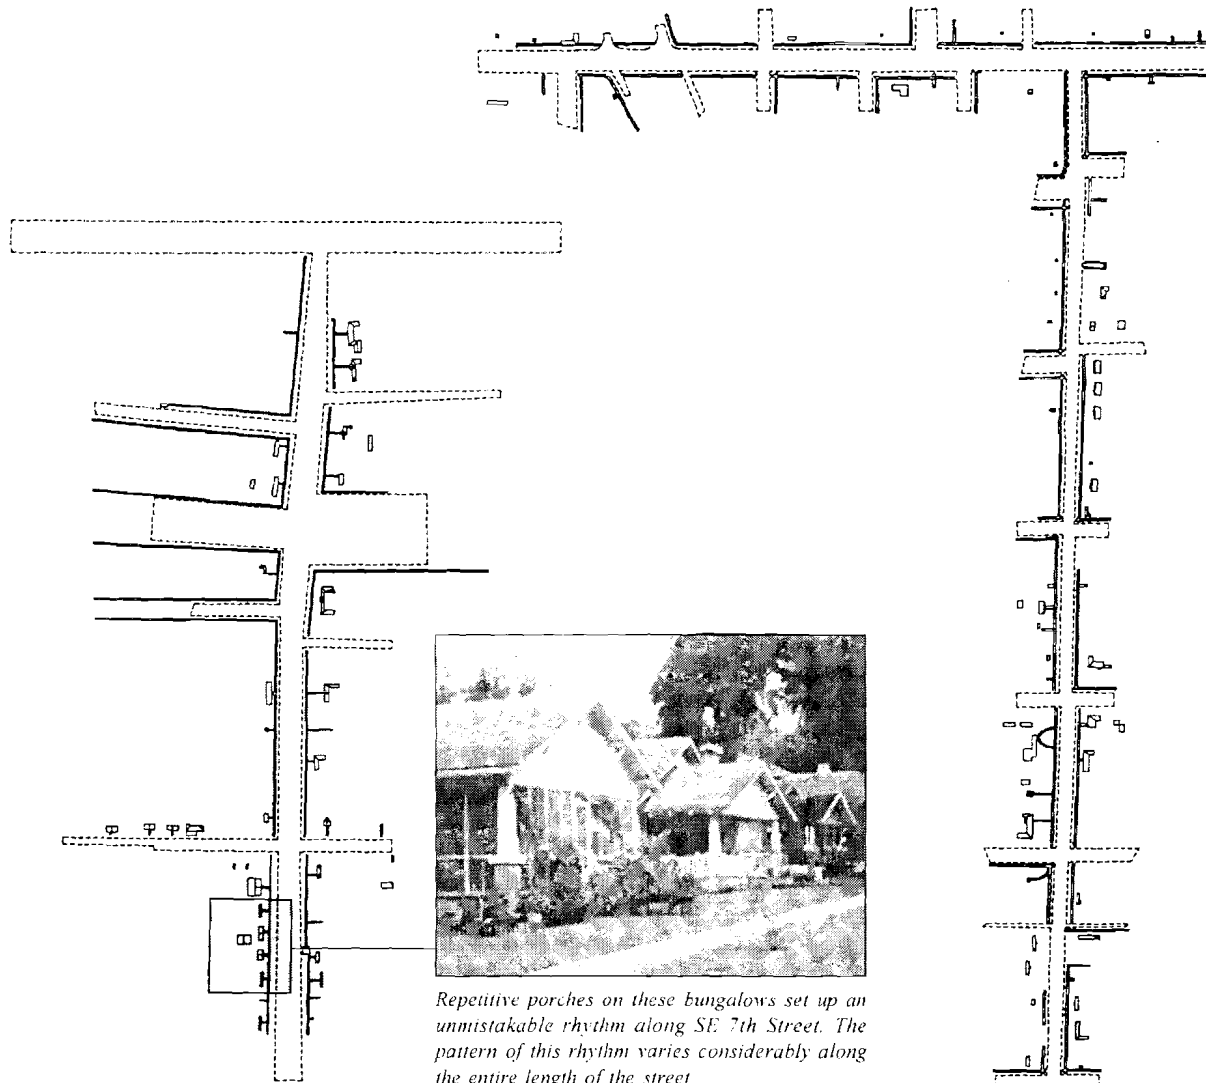 Repetitive porches on these bungalows set up an
unmistakable rhythm along SE 7th Street. The
pattern of this rhythm varies considerably along
the entire length of the street